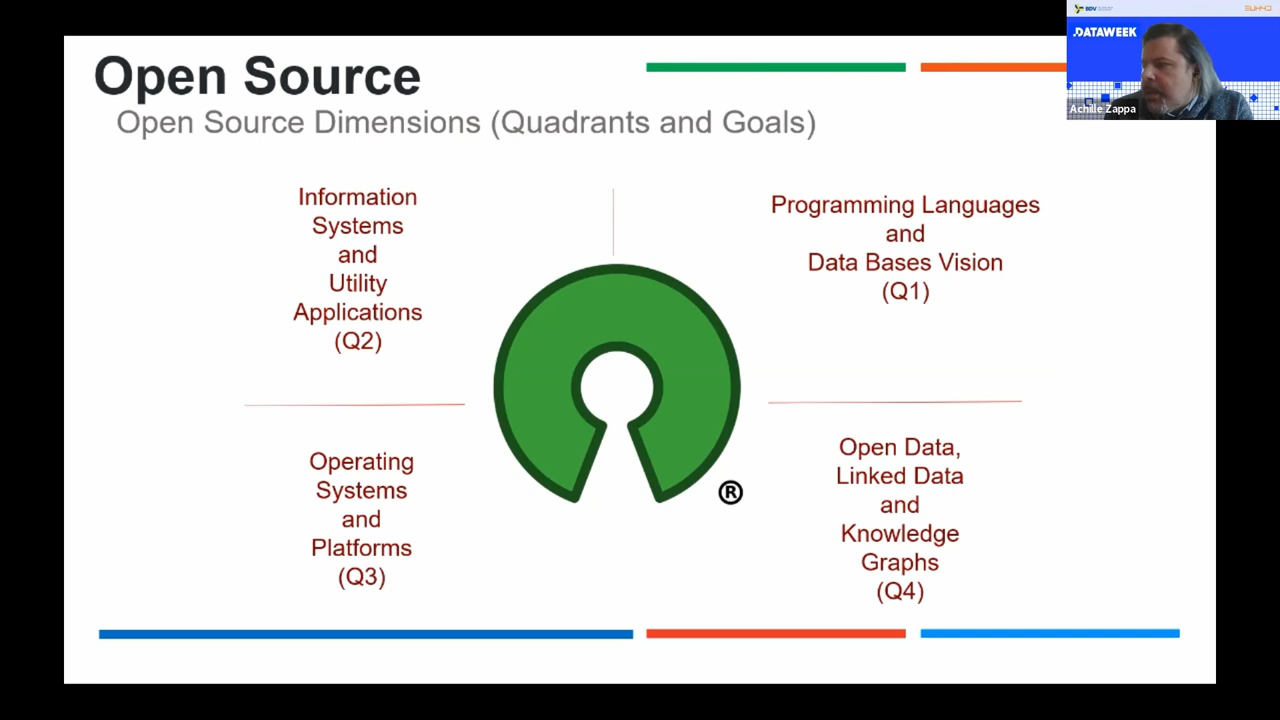 Open Source
Open Source Dimensions (Quadrants and Goals)
BDV
.DATAWEEK
Achille Zappa
Information
Systems
and
Utility
Applications
(Q2)
Programming Languages
and
Data Bases Vision
(Q1)
Operating
Systems
and
Platforms
(Q3)
Open Data,
Linked Data
and
Knowledge
Graphs
(Q4)
®